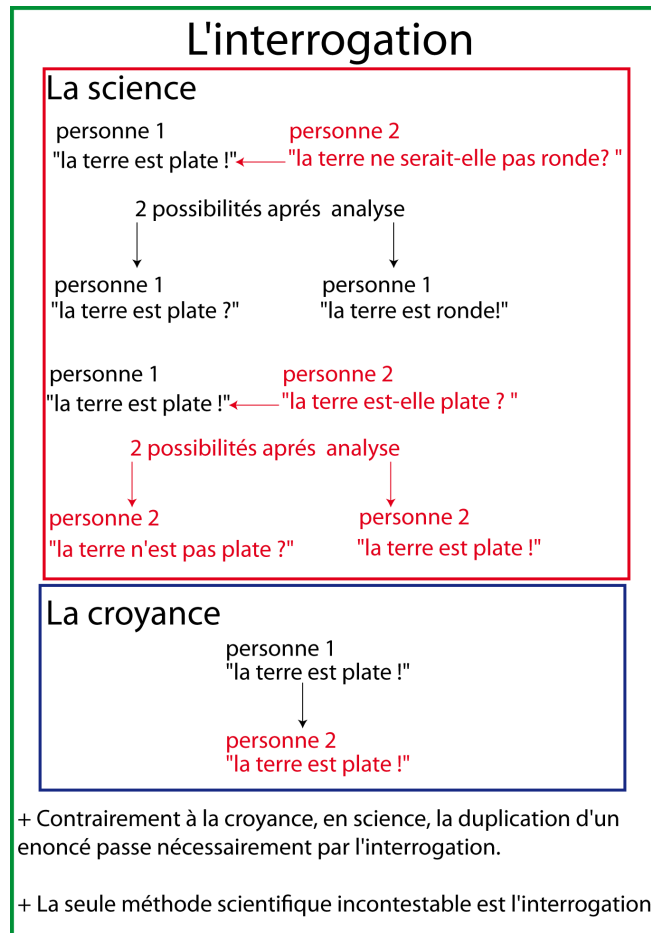 L'interrogation
La science
personne 1
personne 2
"la terre est plate !"
"la terre ne serait-elle pas ronde? "
2 possibilités aprés analyse
personne 1
personne 1
"la terre est plate ?"
"la terre est ronde!"
personne 1
personne 2
"la terre est plate !"
"la terre est-elle plate ? "
2 possibilités aprés analyse
personne 2
personne 2
"la terre n'est pas plate ?"
"la terre est plate !"
La croyance
personne 1
"la terre est plate !"
personne 2
"la terre est plate !"
+ Contrairement à la croyance, en science, la duplication d'un
enoncé passe nécessairement par l'interrogation.
+ La seule méthode scientifique incontestable est l'interrogation